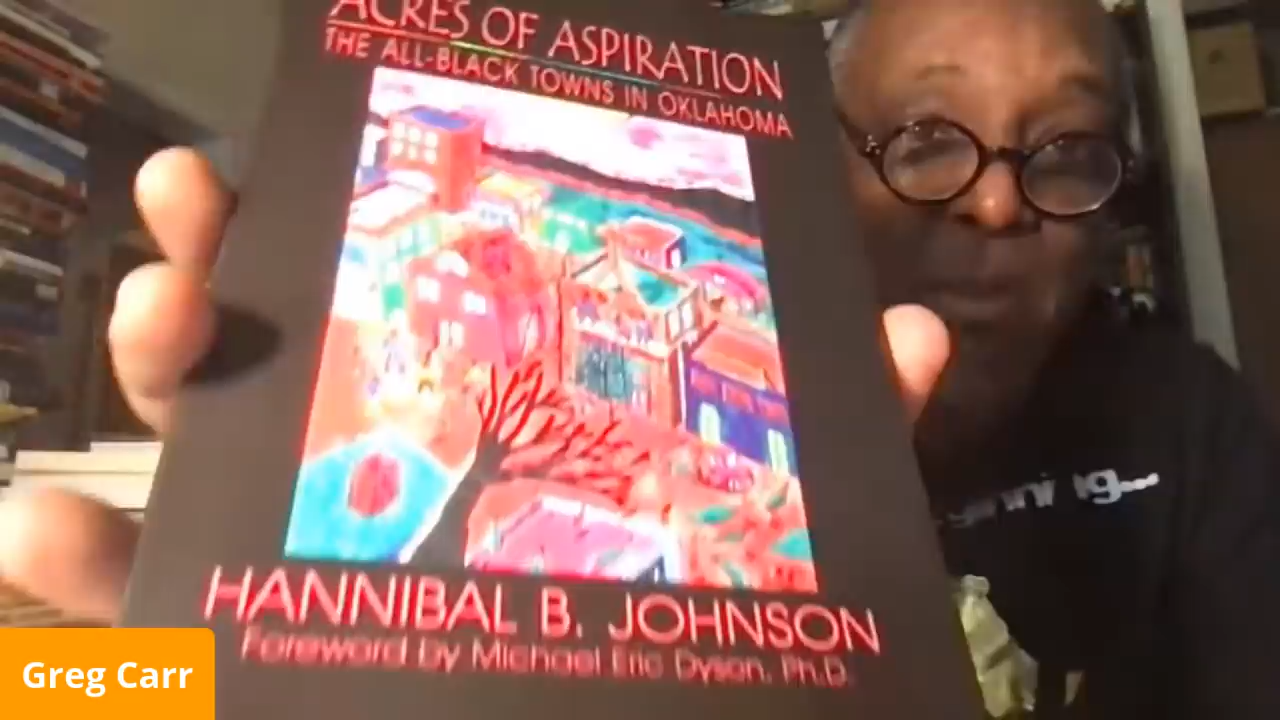 ACRES OF ASPIRATION
THE ALL-BLACK TOWNS IN OKLAHOMA
HANNIBAL B. JOHNSON
Foreword by Michael Eric Dyson, Ph.D.
Greg Carr